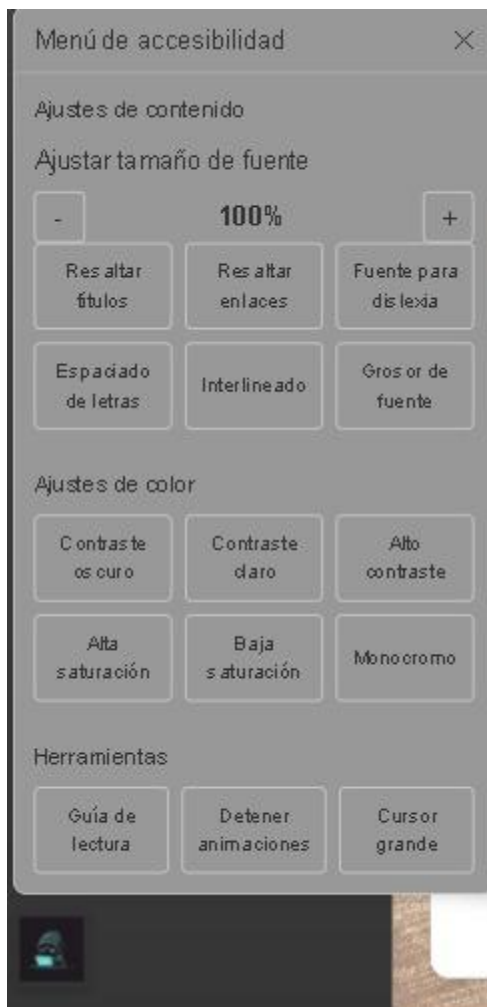 Menú de accesibilidad
Ajustes de contenido
Ajustar tamaño de fuente
- 100% +
Resaltar títulos
Resaltar enlaces
Fuente para dislexia
Espaciado de letras
Interlineado
Grosor de fuente
Ajustes de color
Contraste oscuro
Contraste claro
Alto contraste
Alta saturación
Baja saturación
Monocromo
Herramientas
Guía de lectura
Detener animaciones
Cursor grande